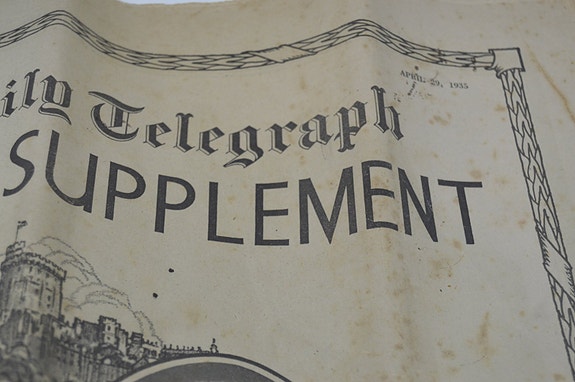 APRIL 29, 1935
ily Telegraph
SUPPLEMENT